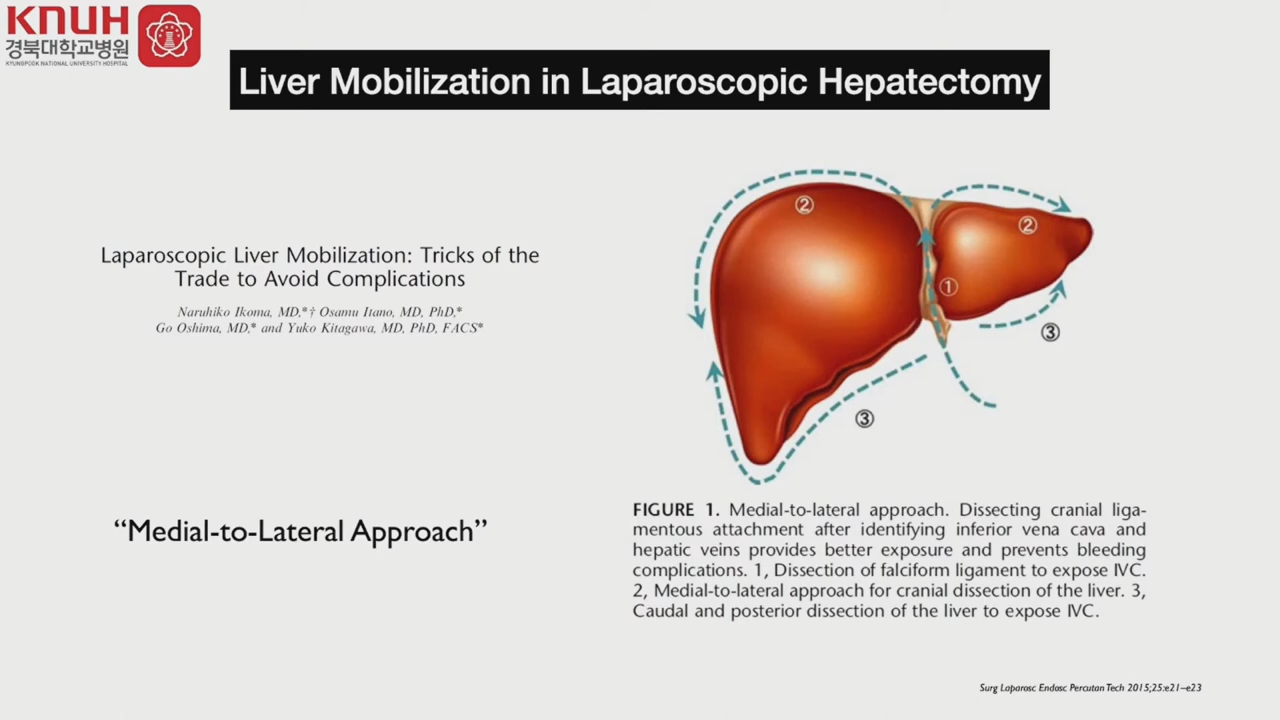 KNUH
경북대학교병원
KYUNGPOOK NATIONAL UNIVERSITY HOSPITAL
Liver Mobilization in Laparoscopic Hepatectomy
Laparoscopic Liver Mobilization: Tricks of the
Trade to Avoid Complications
Naruhiko Ikoma, MD,*† Osamu Itano, MD, PhD,*
Go Oshima, MD,* and Yuko Kitagawa, MD, PhD, FACS*
“Medial-to-Lateral Approach”
②
②
①
③
③
FIGURE 1. Medial-to-lateral approach. Dissecting cranial liga-
mentous attachment after identifying inferior vena cava and
hepatic veins provides better exposure and prevents bleeding
complications. 1, Dissection of falciform ligament to expose IVC.
2, Medial-to-lateral approach for cranial dissection of the liver. 3,
Caudal and posterior dissection of the liver to expose IVC.
Surg Laparosc Endosc Percutan Tech 2015;25:e21–e23